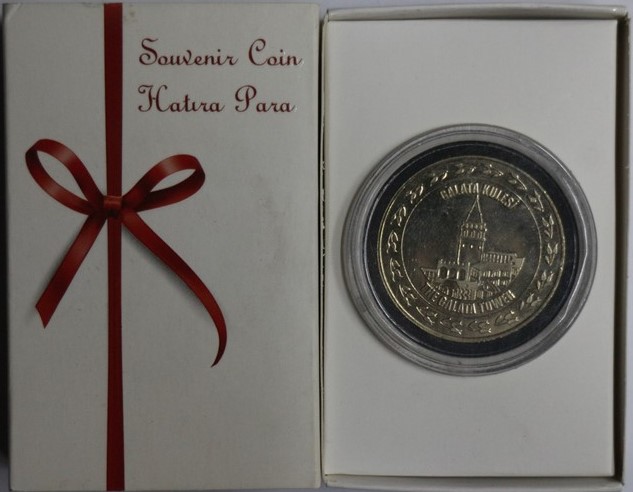 Souvenir Coin
Hatıra Para
GALATA KULESİ
THE GALATA TOWER